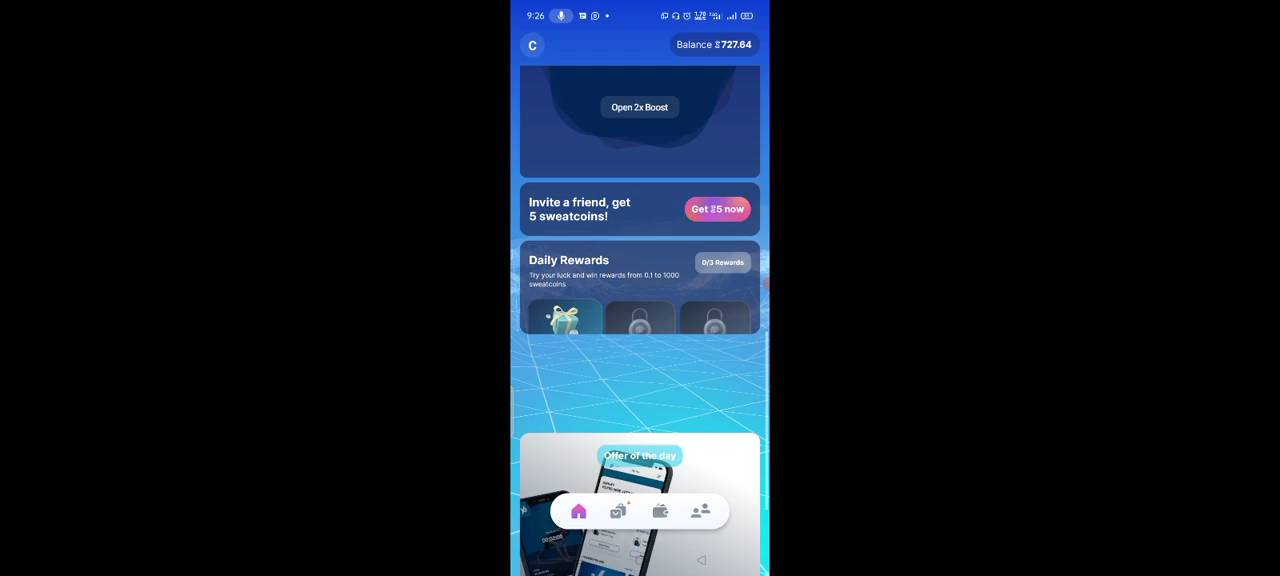 9:26
C
Balance 727.64
Open 2x Boost
Invite a friend, get
5 sweatcoins!
Get 5 now
Daily Rewards
0/3 Rewards
Try your luck and win rewards from 0.1 to 1000
sweatcoins
Offer of the day